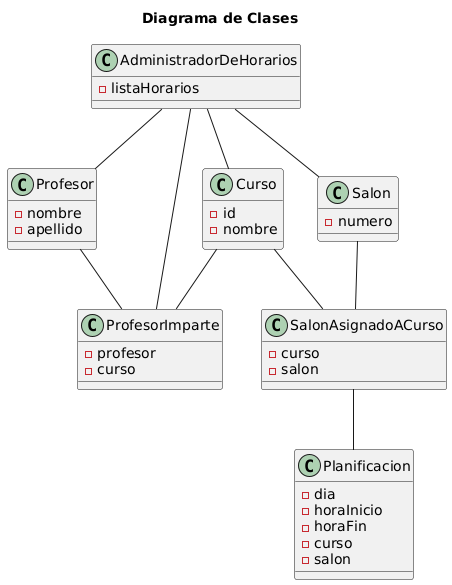 Diagrama de Clases
C AdministradorDeHorarios
listaHorarios
C Profesor
nombre
apellido
C Curso
id
nombre
C Salon
numero
C ProfesorImparte
profesor
curso
C SalonAsignadoACurso
curso
salon
C Planificacion
dia
horaInicio
horaFin
curso
salon